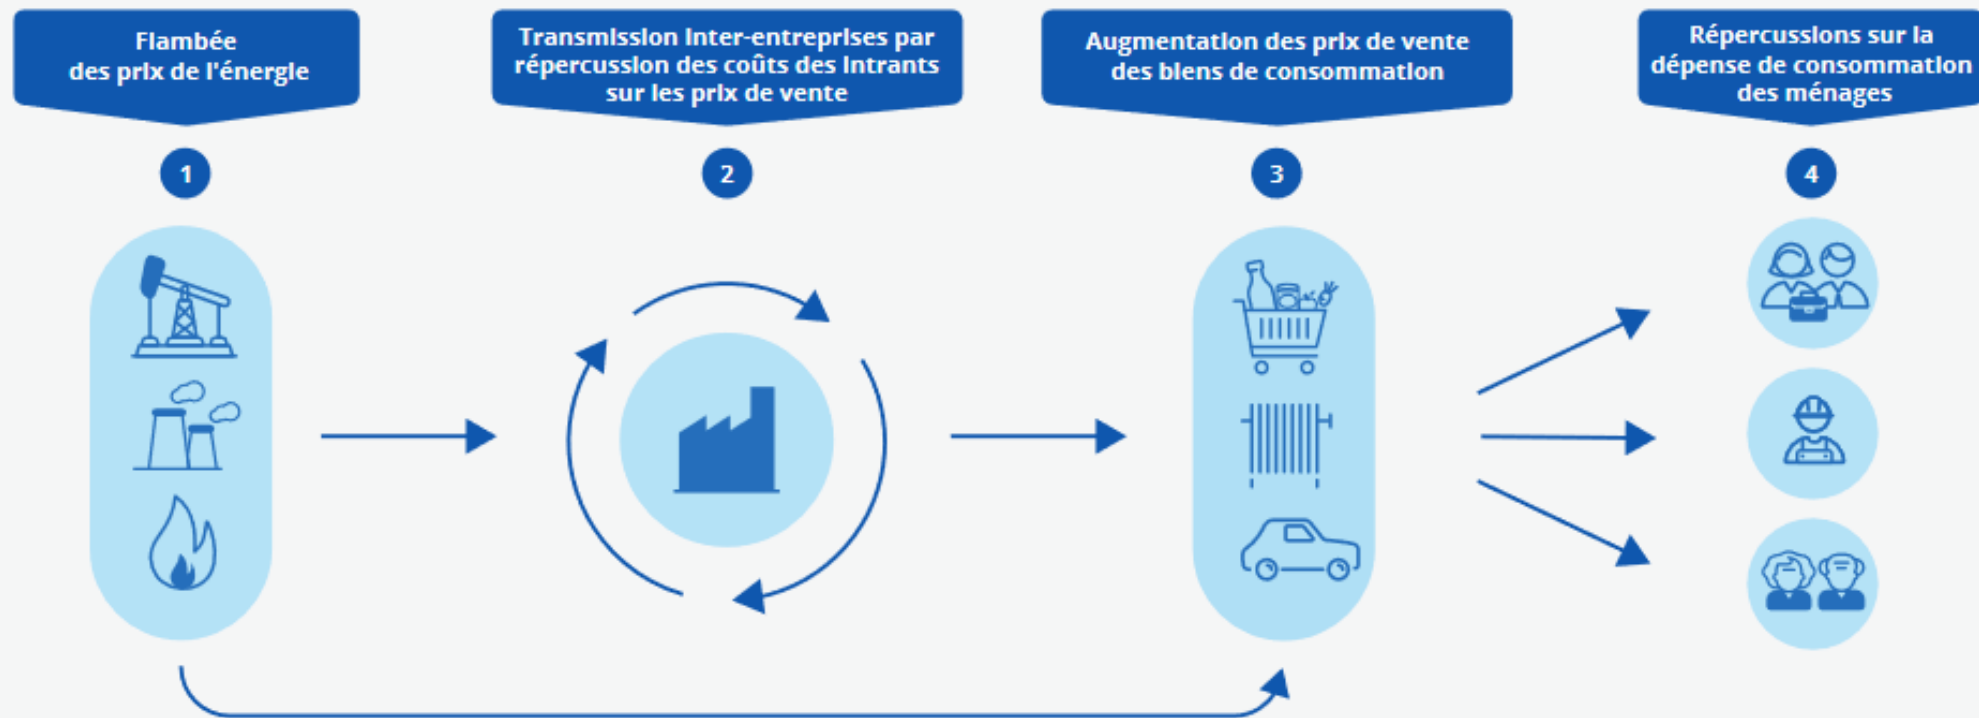 Flambée
des prix de l'énergie
Transmission inter-entreprises par
répercussion des coûts des intrants
sur les prix de vente
Augmentation des prix de vente
des biens de consommation
Répercussions sur la
dépense de consommation
des ménages
1
2
3
4